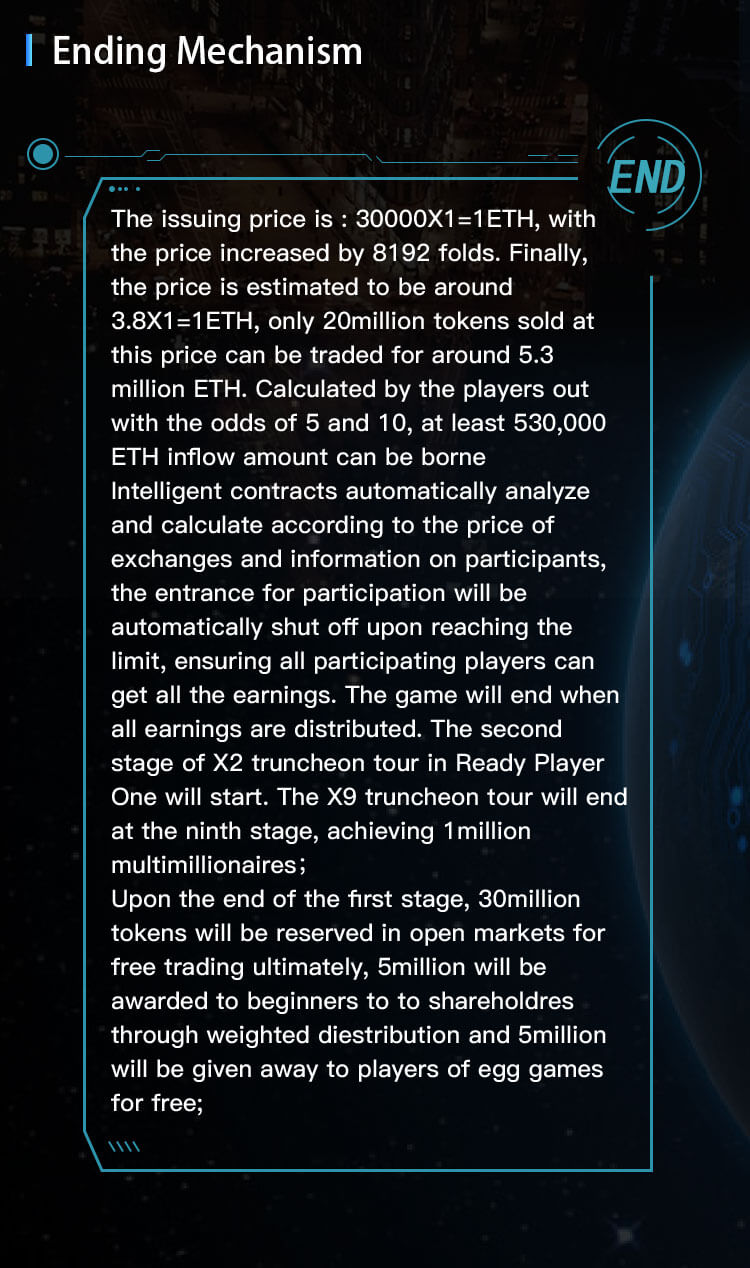 Ending Mechanism
END
The issuing price is : 30000X1=1ETH, with
the price increased by 8192 folds. Finally,
the price is estimated to be around
3.8X1=1ETH, only 20million tokens sold at
this price can be traded for around 5.3
million ETH. Calculated by the players out
with the odds of 5 and 10, at least 530,000
ETH inflow amount can be borne
Intelligent contracts automatically analyze
and calculate according to the price of
exchanges and information on participants,
the entrance for participation will be
automatically shut off upon reaching the
limit, ensuring all participating players can
get all the earnings. The game will end when
all earnings are distributed. The second
stage of X2 truncheon tour in Ready Player
One will start. The X9 truncheon tour will end
at the ninth stage, achieving 1million
multimillionaires;
Upon the end of the first stage, 30million
tokens will be reserved in open markets for
free trading ultimately, 5million will be
awarded to beginners to to shareholdres
through weighted diestribution and 5million
will be given away to players of egg games
for free;